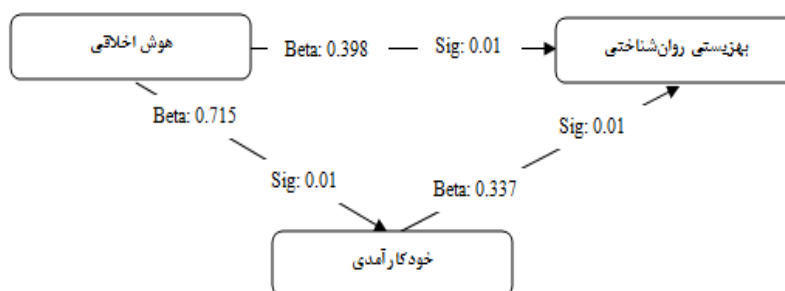 هوش اخلاقی
Beta: 0.398
Sig: 0.01
بهزیستی روان‌شناختی
Beta: 0.715
Sig: 0.01
Sig: 0.01
Beta: 0.337
خودکارآمدی